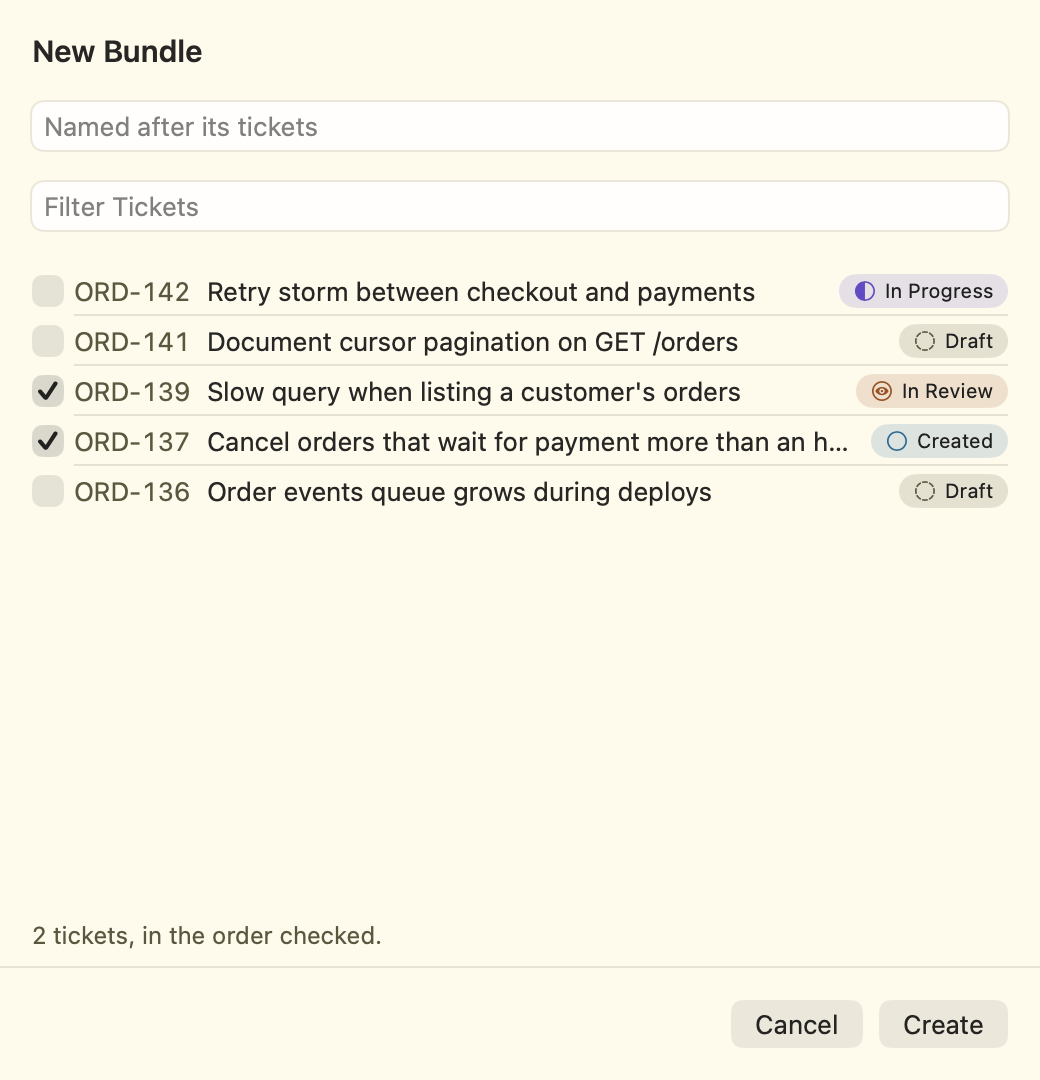 New Bundle
Named after its tickets
Filter Tickets
ORD-142 Retry storm between checkout and payments In Progress
ORD-141 Document cursor pagination on GET /orders Draft
ORD-139 Slow query when listing a customer's orders In Review
ORD-137 Cancel orders that wait for payment more than an h... Created
ORD-136 Order events queue grows during deploys Draft
2 tickets, in the order checked.
Cancel Create